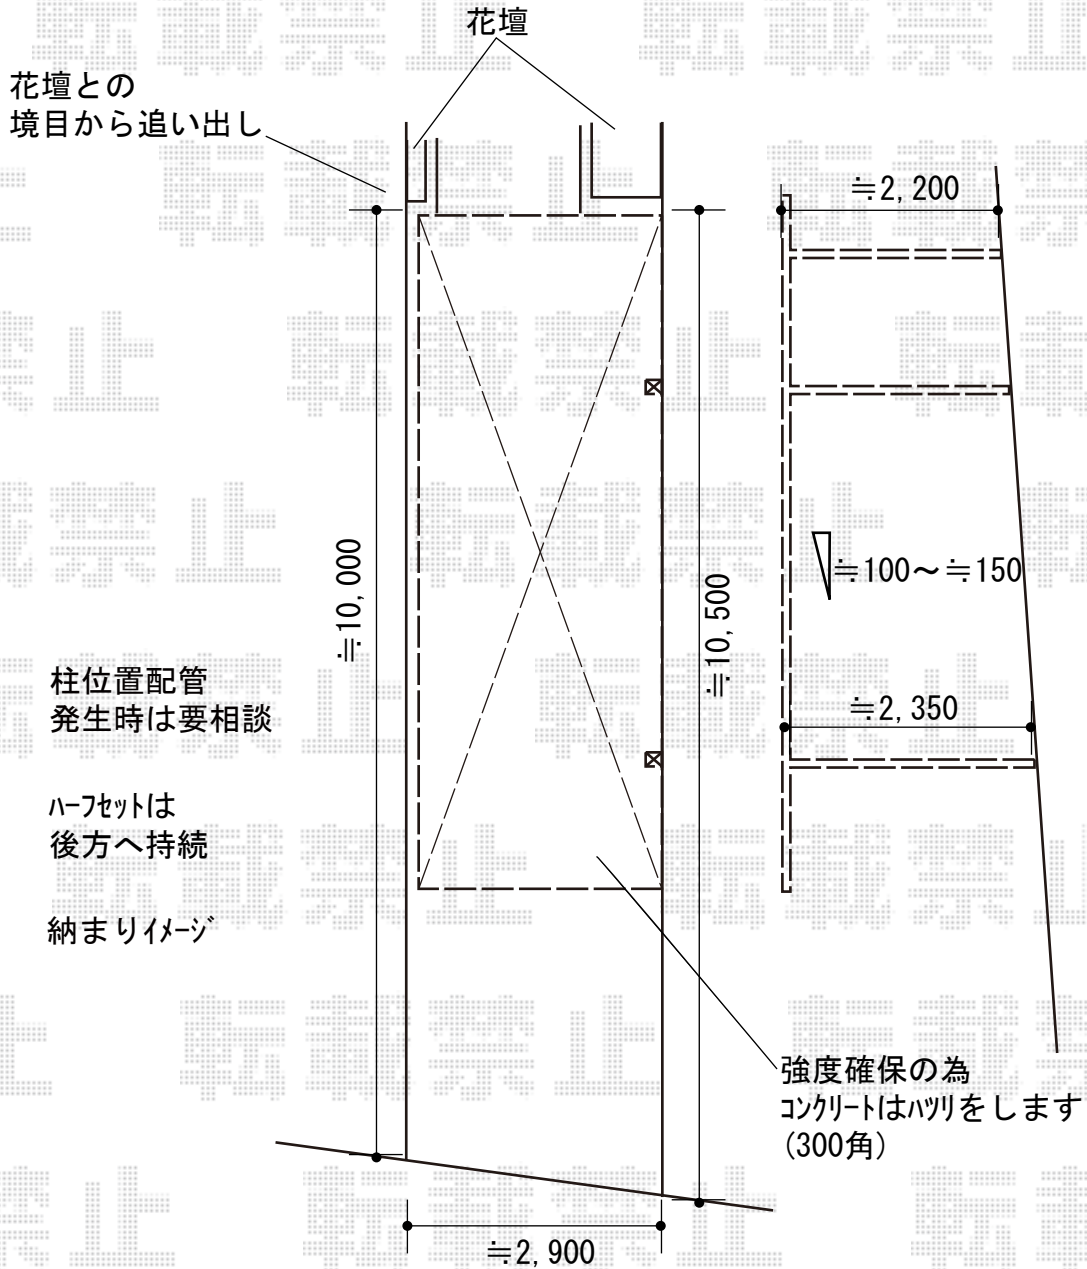 花壇
花壇との
境目から追い出し
≒2,200
≒10,000
≒10,500
≒100～≒150
柱位置配管
発生時は要相談
≒2,350
ﾊｰﾌｾｯﾄは
後方へ持続
納まりｲﾒｰｼﾞ
強度確保の為
ｺﾝｸﾘｰﾄはﾊﾂﾘをします
(300角)
≒2,900
転載禁止